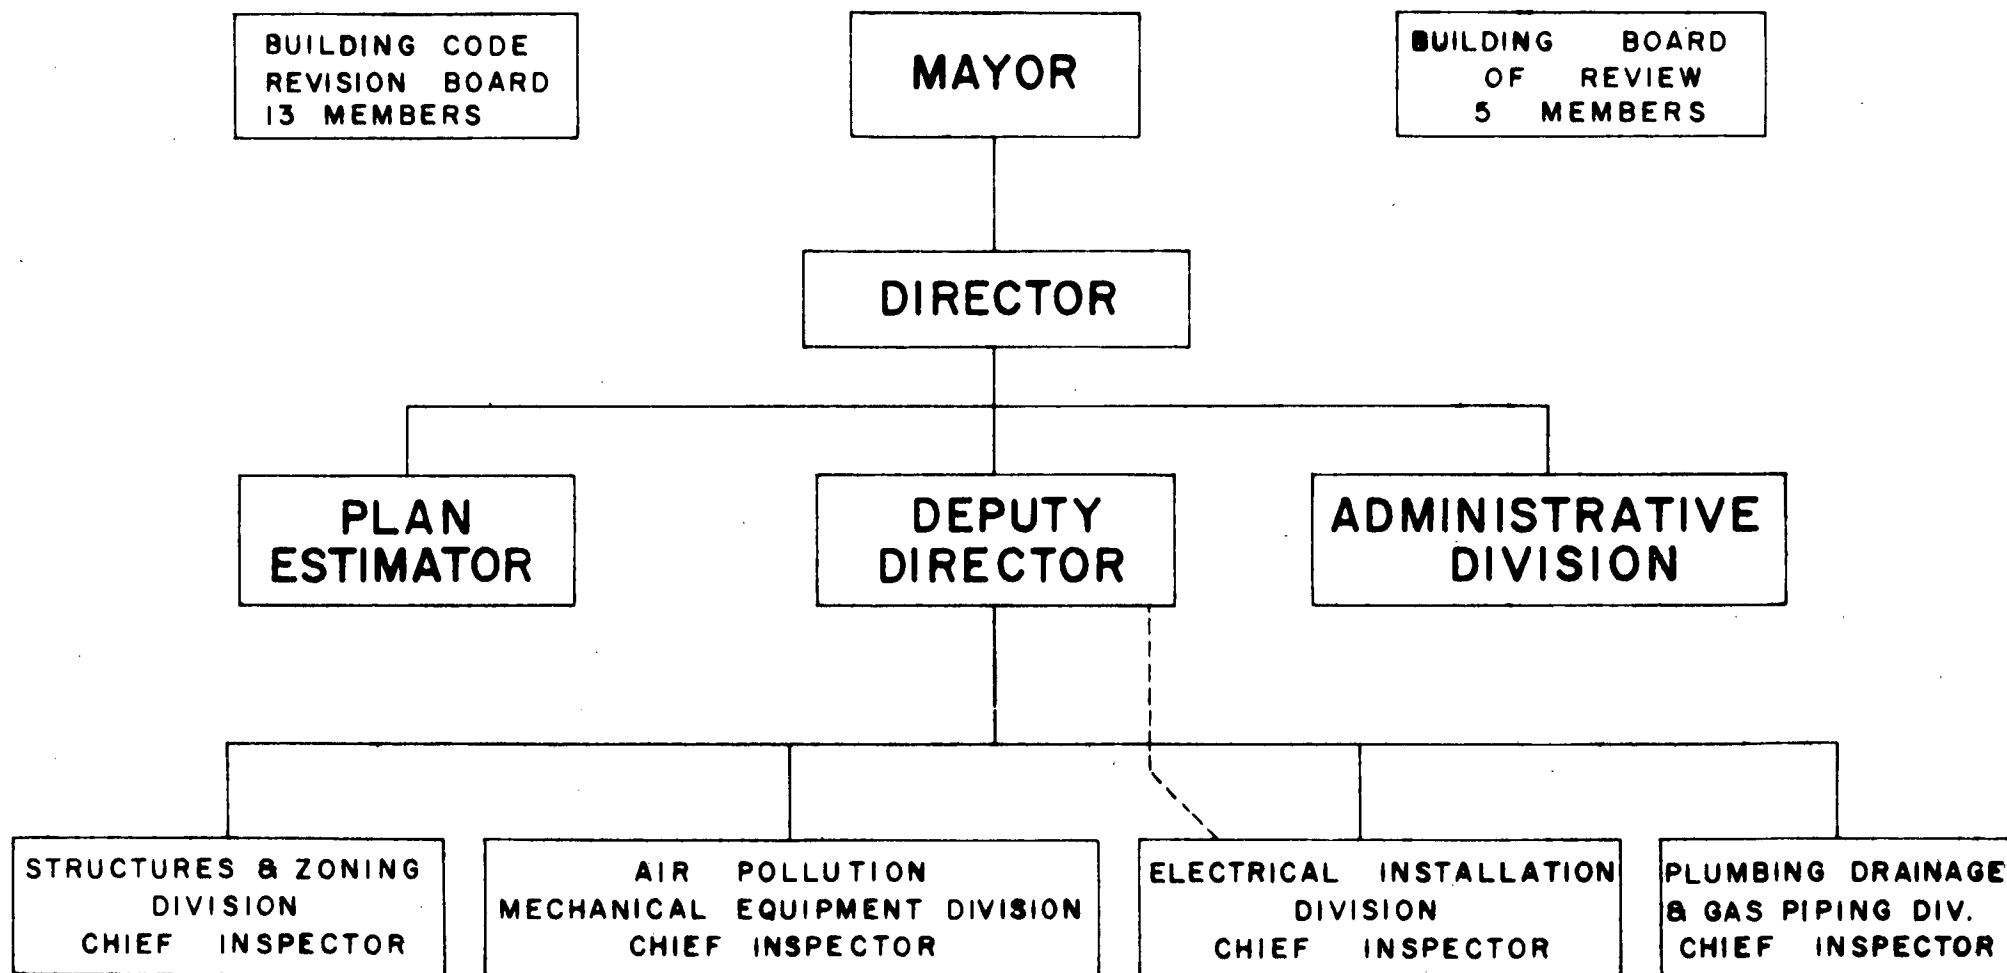 BUILDING CODE
REVISION BOARD
13 MEMBERS
MAYOR
BUILDING BOARD
OF REVIEW
5 MEMBERS
DIRECTOR
PLAN
ESTIMATOR
DEPUTY
DIRECTOR
ADMINISTRATIVE
DIVISION
STRUCTURES & ZONING
DIVISION
CHIEF INSPECTOR
AIR POLLUTION
MECHANICAL EQUIPMENT DIVISION
CHIEF INSPECTOR
ELECTRICAL INSTALLATION
DIVISION
CHIEF INSPECTOR
PLUMBING DRAINAGE
& GAS PIPING DIV.
CHIEF INSPECTOR